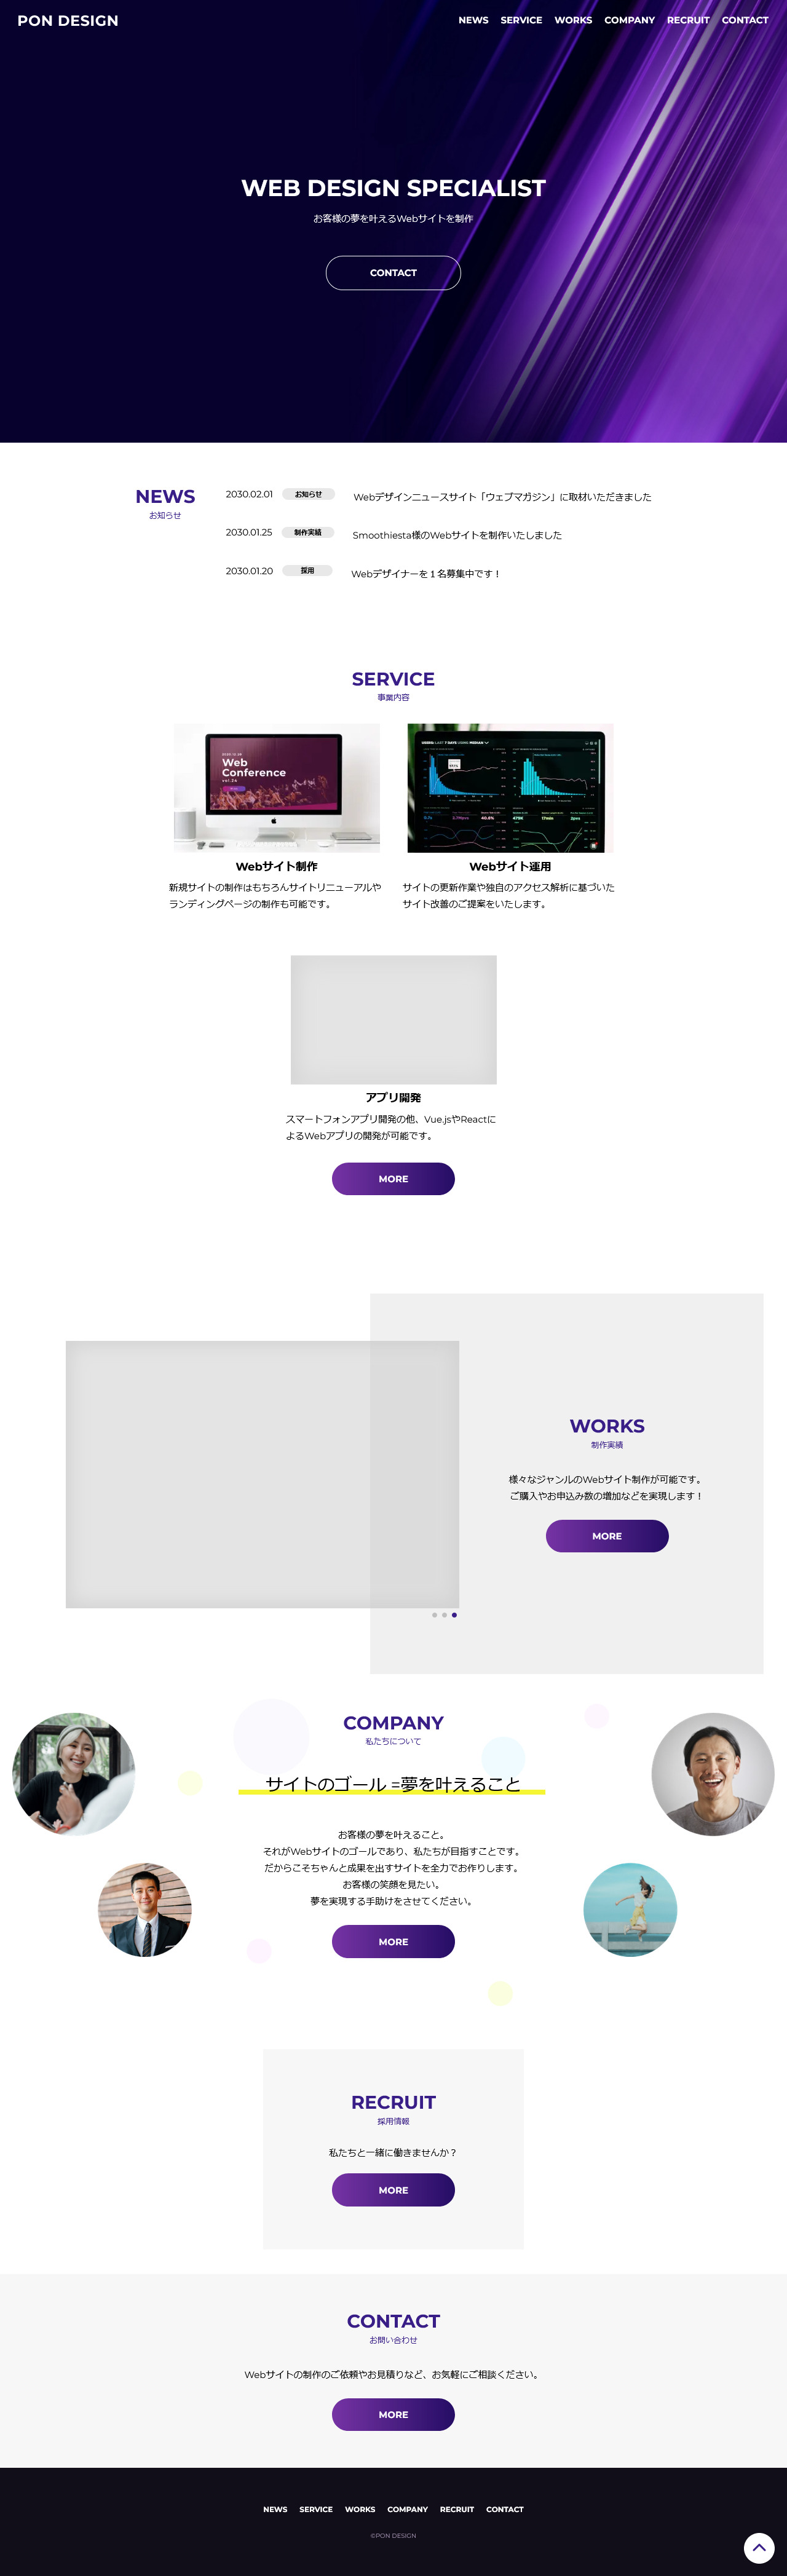 PON DESIGN
NEWS SERVICE WORKS COMPANY RECRUIT CONTACT
WEB DESIGN SPECIALIST
お客様の夢を叶えるWebサイトを制作
CONTACT
NEWS
お知らせ
2030.02.01 お知らせ Webデザインニュースサイト「ウェブマガジン」に取材いただきました
2030.01.25 制作実績 Smoothiesta様のWebサイトを制作いたしました
2030.01.20 採用 Webデザイナーを１名募集中です！
SERVICE
事業内容
Web
Conference
Webサイト制作
新規サイトの制作はもちろんサイトリニューアルや
ランディングページの制作も可能です。
Webサイト運用
サイトの更新作業や独自のアクセス解析に基づいた
サイト改善のご提案をいたします。
アプリ開発
スマートフォンアプリ開発の他、Vue.jsやReactに
よるWebアプリの開発が可能です。
MORE
WORKS
制作実績
様々なジャンルのWebサイト制作が可能です。
ご購入やお申込み数の増加などを実現します！
MORE
COMPANY
私たちについて
サイトのゴール =夢を叶えること
お客様の夢を叶えること。
それがWebサイトのゴールであり、私たちが目指すことです。
だからこそちゃんと成果を出すサイトを全力でお作りします。
お客様の笑顔を見たい。
夢を実現する手助けをさせてください。
MORE
RECRUIT
採用情報
私たちと一緒に働きませんか？
MORE
CONTACT
お問い合わせ
Webサイトの制作のご依頼やお見積りなど、お気軽にご相談ください。
MORE
NEWS SERVICE WORKS COMPANY RECRUIT CONTACT
©PON DESIGN